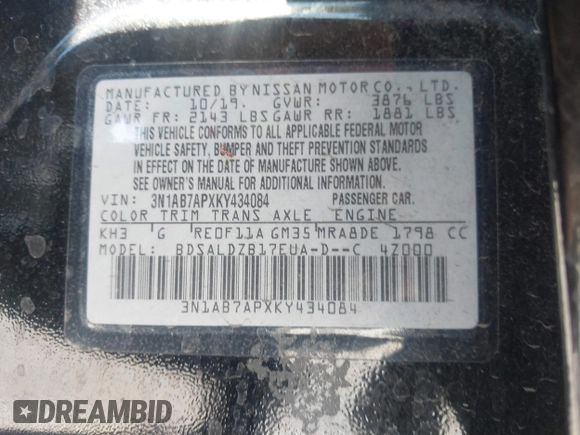 MANUFACTURED BY NISSAN MOTOR CO., LTD.
DATE: 10/19. GVWR: 3876 LBS
GAWR FR: 2143 LBS GAWR RR: 1881 LBS
THIS VEHICLE CONFORMS TO ALL APPLICABLE FEDERAL MOTOR
VEHICLE SAFETY, BUMPER AND THEFT PREVENTION STANDARDS
IN EFFECT ON THE DATE OF MANUFACTURE SHOWN ABOVE.
SEE OWNER'S MANUAL FOR ADDITIONAL INFORMATION.
VIN: 3N1AB7APXKY434084 PASSENGER CAR.
COLOR TRIM TRANS AXLE ENGINE
KH3 G RE0F11A GM35 MRA8DE 1798 CC
MODEL: BDSALDZB17EUA-D--C 4Z000
3N1AB7APXKY434084
DREAMBID